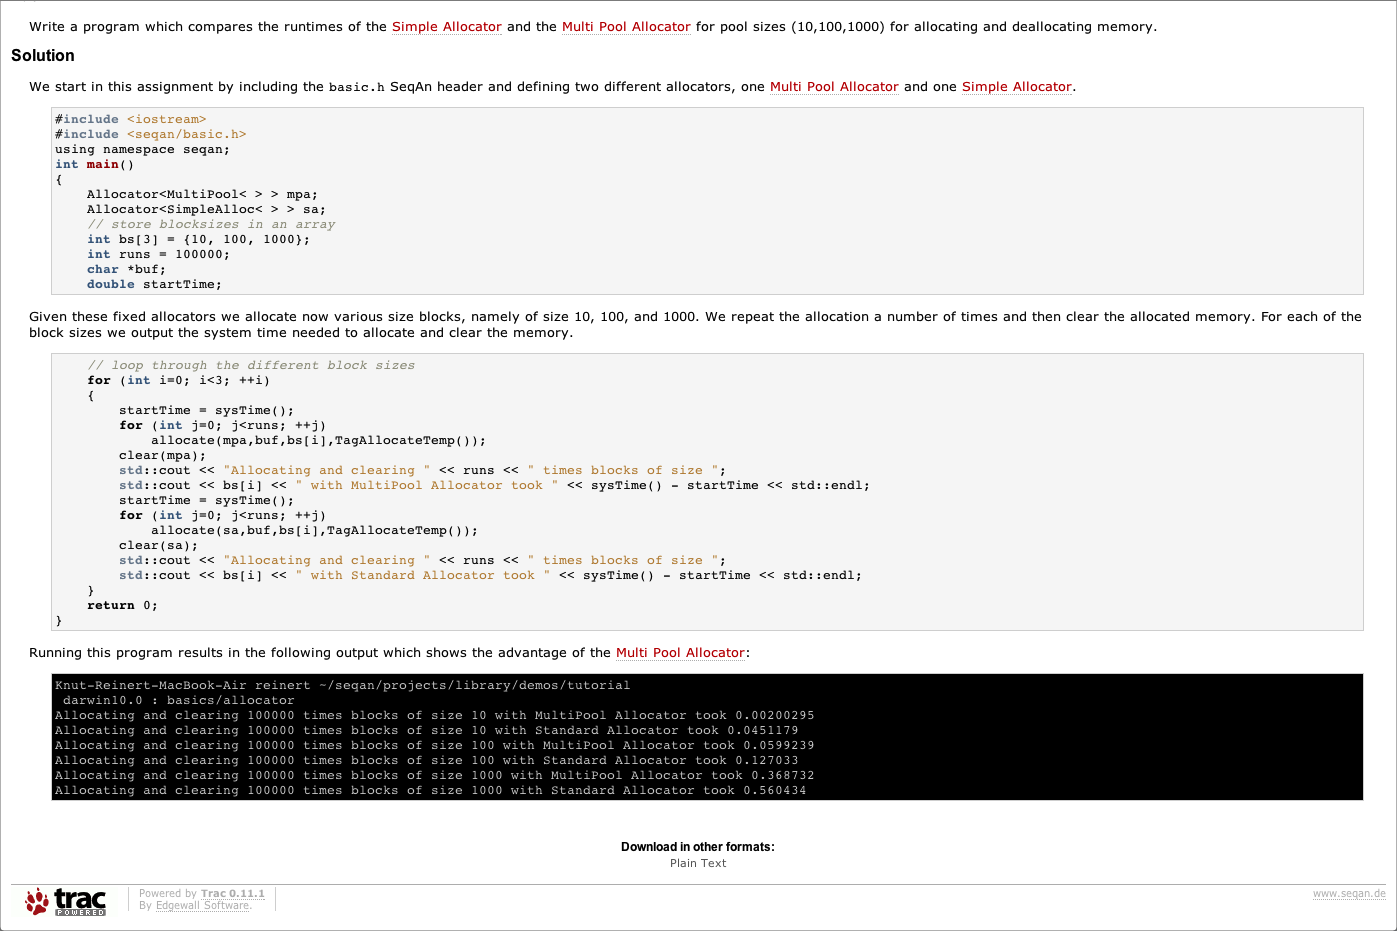 Write a program which compares the runtimes of the Simple Allocator and the Multi Pool Allocator for pool sizes (10,100,1000) for allocating and deallocating memory.
Solution
We start in this assignment by including the basic.h SeqAn header and defining two different allocators, one Multi Pool Allocator and one Simple Allocator.
#include <iostream>
#include <seqan/basic.h>
using namespace seqan;
int main()
{
    Allocator<MultiPool< > > mpa;
    Allocator<SimpleAlloc< > > sa;
    // store blocksizes in an array
    int bs[3] = {10, 100, 1000};
    int runs = 100000;
    char *buf;
    double startTime;
Given these fixed allocators we allocate now various size blocks, namely of size 10, 100, and 1000. We repeat the allocation a number of times and then clear the allocated memory. For each of the
block sizes we output the system time needed to allocate and clear the memory.
    // loop through the different block sizes
    for (int i=0; i<3; ++i)
    {
        startTime = sysTime();
        for (int j=0; j<runs; ++j)
            allocate(mpa,buf,bs[i],TagAllocateTemp());
        clear(mpa);
        std::cout << "Allocating and clearing " << runs << " times blocks of size ";
        std::cout << bs[i] << " with MultiPool Allocator took " << sysTime() - startTime << std::endl;
        startTime = sysTime();
        for (int j=0; j<runs; ++j)
            allocate(sa,buf,bs[i],TagAllocateTemp());
        clear(sa);
        std::cout << "Allocating and clearing " << runs << " times blocks of size ";
        std::cout << bs[i] << " with Standard Allocator took " << sysTime() - startTime << std::endl;
    }
    return 0;
}
Running this program results in the following output which shows the advantage of the Multi Pool Allocator:
Knut-Reinert-MacBook-Air reinert ~/seqan/projects/library/demos/tutorial
 darwin10.0 : basics/allocator
Allocating and clearing 100000 times blocks of size 10 with MultiPool Allocator took 0.00200295
Allocating and clearing 100000 times blocks of size 10 with Standard Allocator took 0.0451179
Allocating and clearing 100000 times blocks of size 100 with MultiPool Allocator took 0.0599239
Allocating and clearing 100000 times blocks of size 100 with Standard Allocator took 0.127033
Allocating and clearing 100000 times blocks of size 1000 with MultiPool Allocator took 0.368732
Allocating and clearing 100000 times blocks of size 1000 with Standard Allocator took 0.560434
Download in other formats:
Plain Text
trac
POWERED
Powered by Trac 0.11.1
By Edgewall Software.
www.seqan.de